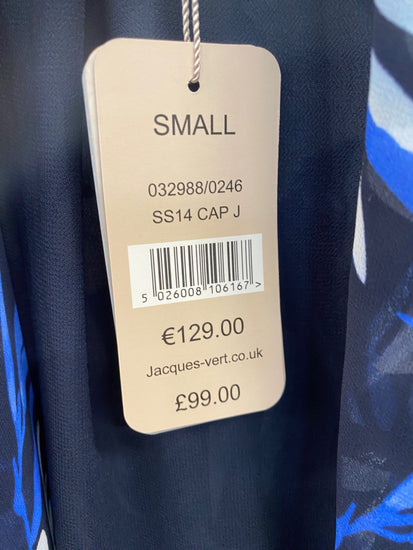 SMALL
032988/0246
SS14 CAP J
5 026008 106167>
€129.00
Jacques-vert.co.uk
£99.00